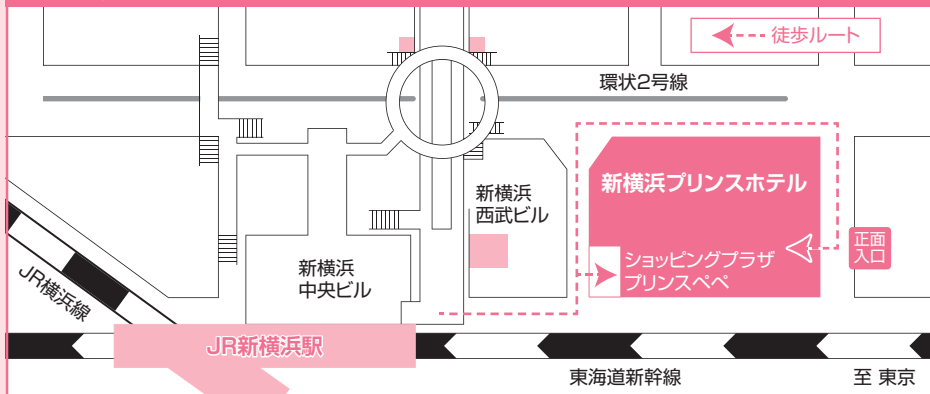 徒歩ルート
環状2号線
新横浜プリンスホテル
新横浜
西武ビル
正面
入口
ショッピングプラザ
プリンスペペ
新横浜
中央ビル
JR横浜線
JR新横浜駅
東海道新幹線
至 東京